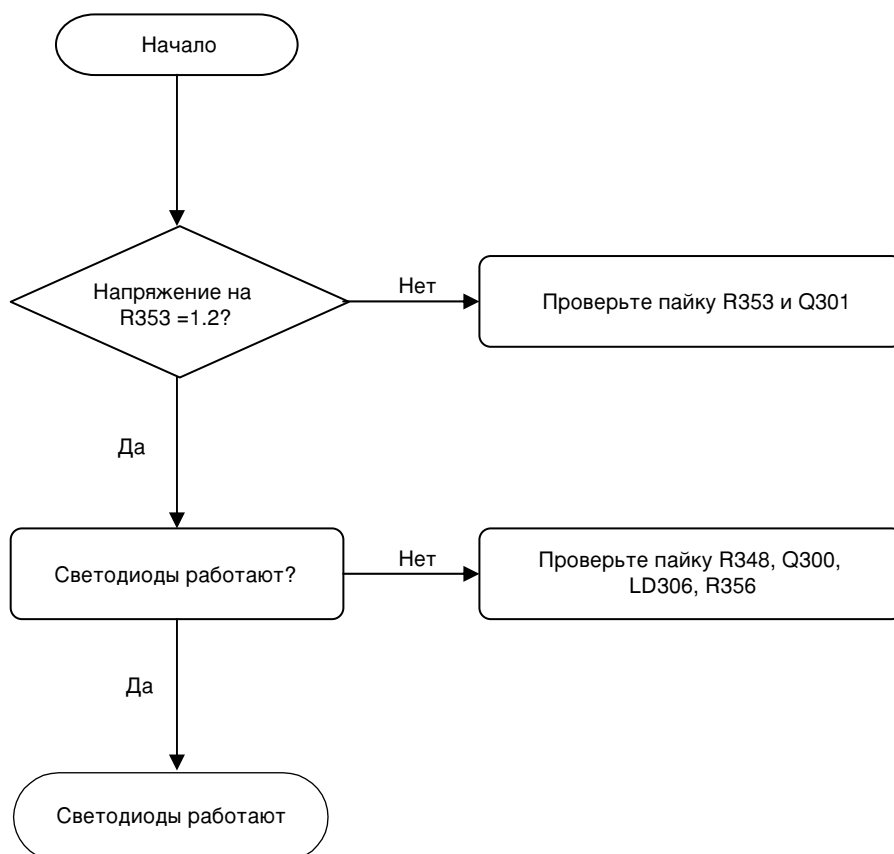 Начало
Напряжение на
R353 =1.2?
Нет
Проверьте пайку R353 и Q301
Да
Светодиоды работают?
Нет
Проверьте пайку R348, Q300,
LD306, R356
Да
Светодиоды работают